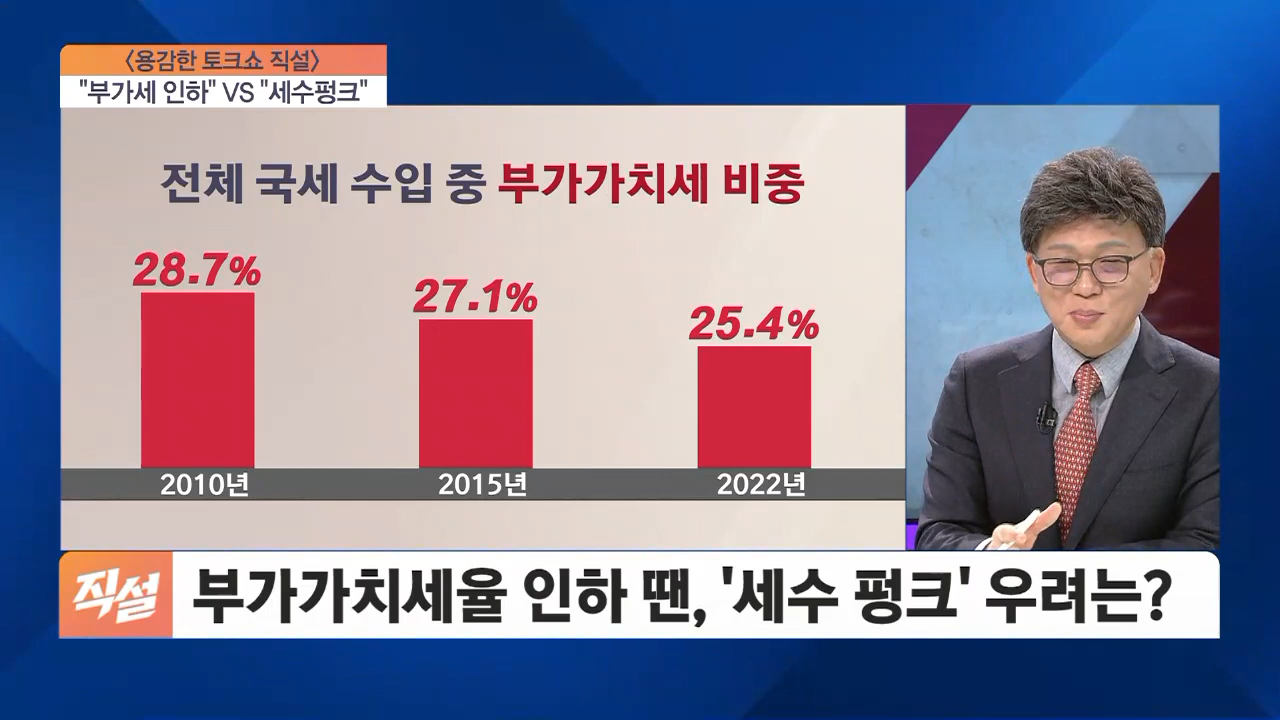 〈용감한 토크쇼 직설〉
"부가세 인하" VS "세수펑크"
전체 국세 수입 중 부가가치세 비중
28.7% 27.1% 25.4%
2010년 2015년 2022년
직설 부가가치세율 인하 땐, '세수 펑크' 우려는?